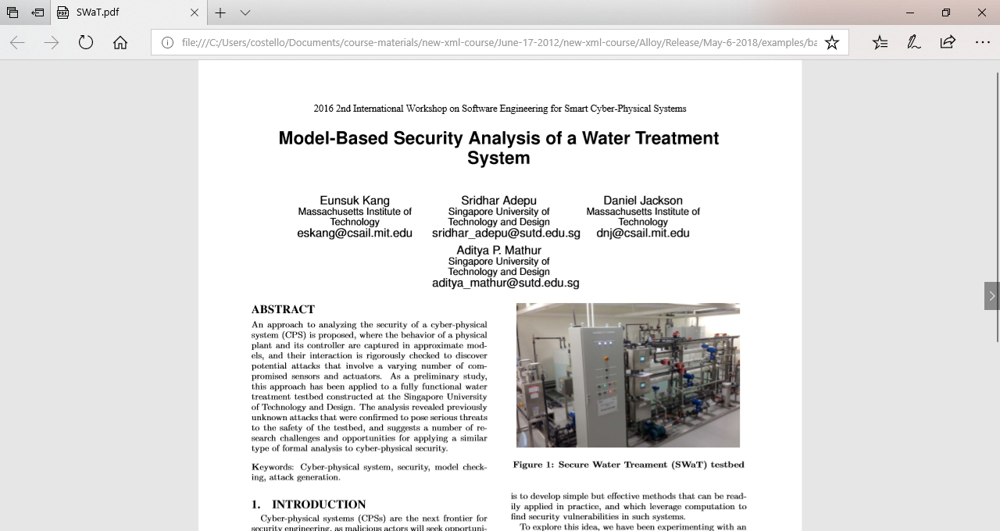 SWaT.pdf
file:///C:/Users/costello/Documents/course-materials/new-xml-course/June-17-2012/new-xml-course/Alloy/Release/May-6-2018/examples/ba
2016 2nd International Workshop on Software Engineering for Smart Cyber-Physical Systems
Model-Based Security Analysis of a Water Treatment
System
Eunsuk Kang
Massachusetts Institute of
Technology
eskang@csail.mit.edu
Sridhar Adepu
Singapore University of
Technology and Design
sridhar_adepu@sutd.edu.sg
Daniel Jackson
Massachusetts Institute of
Technology
dnj@csail.mit.edu
Aditya P. Mathur
Singapore University of
Technology and Design
aditya_mathur@sutd.edu.sg
ABSTRACT
An approach to analyzing the security of a cyber-physical
system (CPS) is proposed, where the behavior of a physical
plant and its controller are captured in approximate mod-
els, and their interaction is rigorously checked to discover
potential attacks that involve a varying number of com-
promised sensors and actuators. As a preliminary study,
this approach has been applied to a fully functional water
treatment testbed constructed at the Singapore University
of Technology and Design. The analysis revealed previously
unknown attacks that were confirmed to pose serious threats
to the safety of the testbed, and suggests a number of re-
search challenges and opportunities for applying a similar
type of formal analysis to cyber-physical security.
Keywords: Cyber-physical system, security, model check-
ing, attack generation.
1. INTRODUCTION
Cyber-physical systems (CPSs) are the next frontier for
security engineering, as malicious actors will seek opportuni-
Figure 1: Secure Water Treament (SWaT) testbed
is to develop simple but effective methods that can be read-
ily applied in practice, and which leverage computation to
find security vulnerabilities in such systems.
To explore this idea, we have been experimenting with an